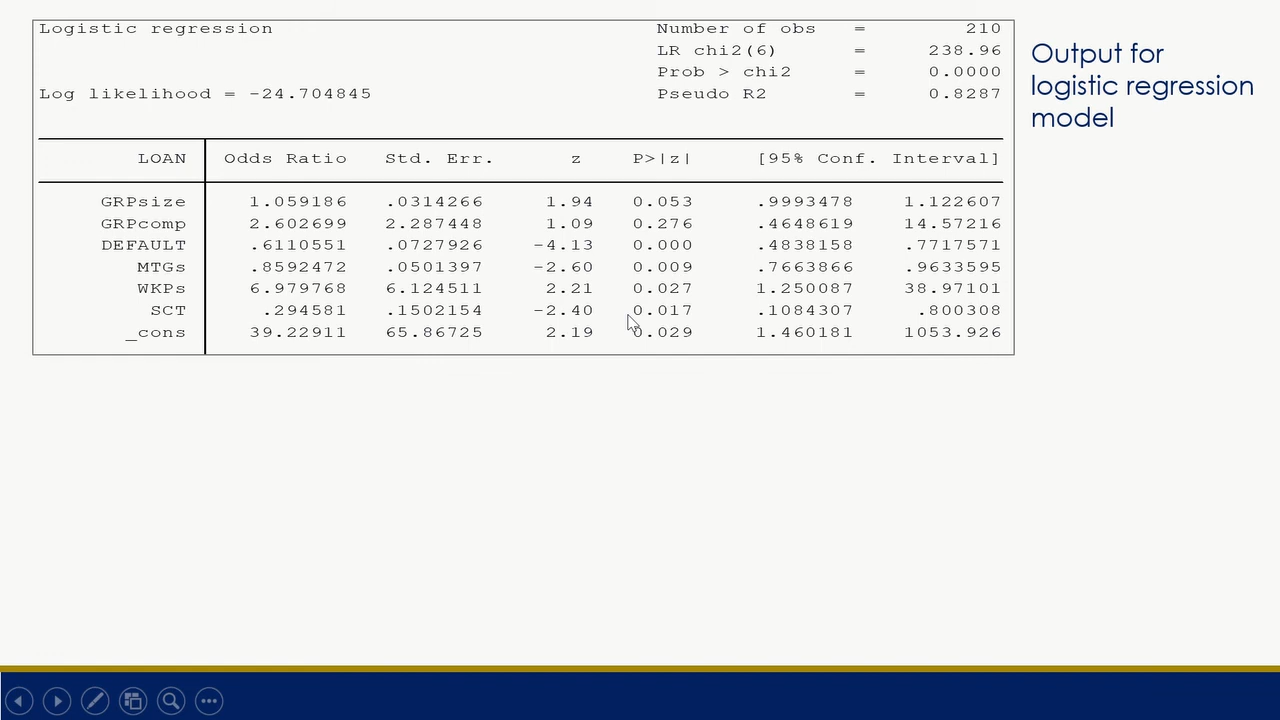 Logistic regression Number of obs = 210
LR chi2(6) = 238.96
Prob > chi2 = 0.0000
Log likelihood = -24.704845 Pseudo R2 = 0.8287
LOAN Odds Ratio Std. Err. z P>|z| [95% Conf. Interval]
GRPsize 1.059186 .0314266 1.94 0.053 .9993478 1.122607
GRPcomp 2.602699 2.287448 1.09 0.276 .4648619 14.57216
DEFAULT .6110551 .0727926 -4.13 0.000 .4838158 .7717571
MTGs .8592472 .0501397 -2.60 0.009 .7663866 .9633595
WKPs 6.979768 6.124511 2.21 0.027 1.250087 38.97101
SCT .294581 .1502154 -2.40 0.017 .1084307 .800308
_cons 39.22911 65.86725 2.19 0.029 1.460181 1053.926
Output for
logistic regression
model